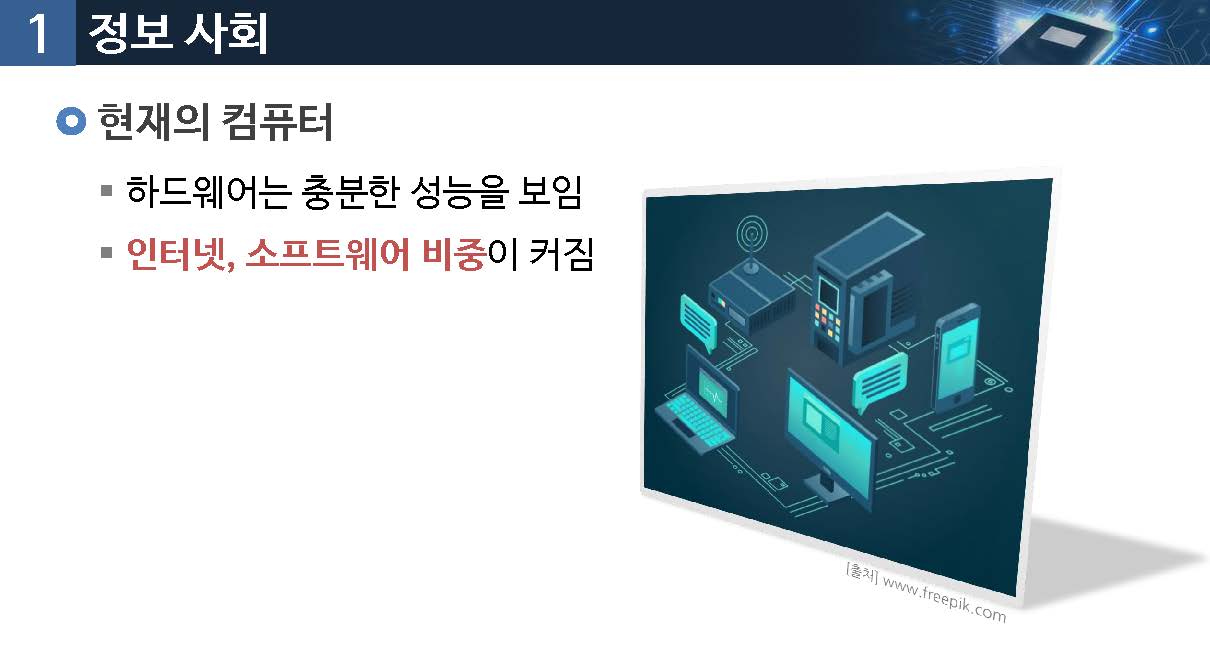 1 정보 사회
현재의 컴퓨터
하드웨어는 충분한 성능을 보임
인터넷, 소프트웨어 비중이 커짐
[출처] www.freepik.com